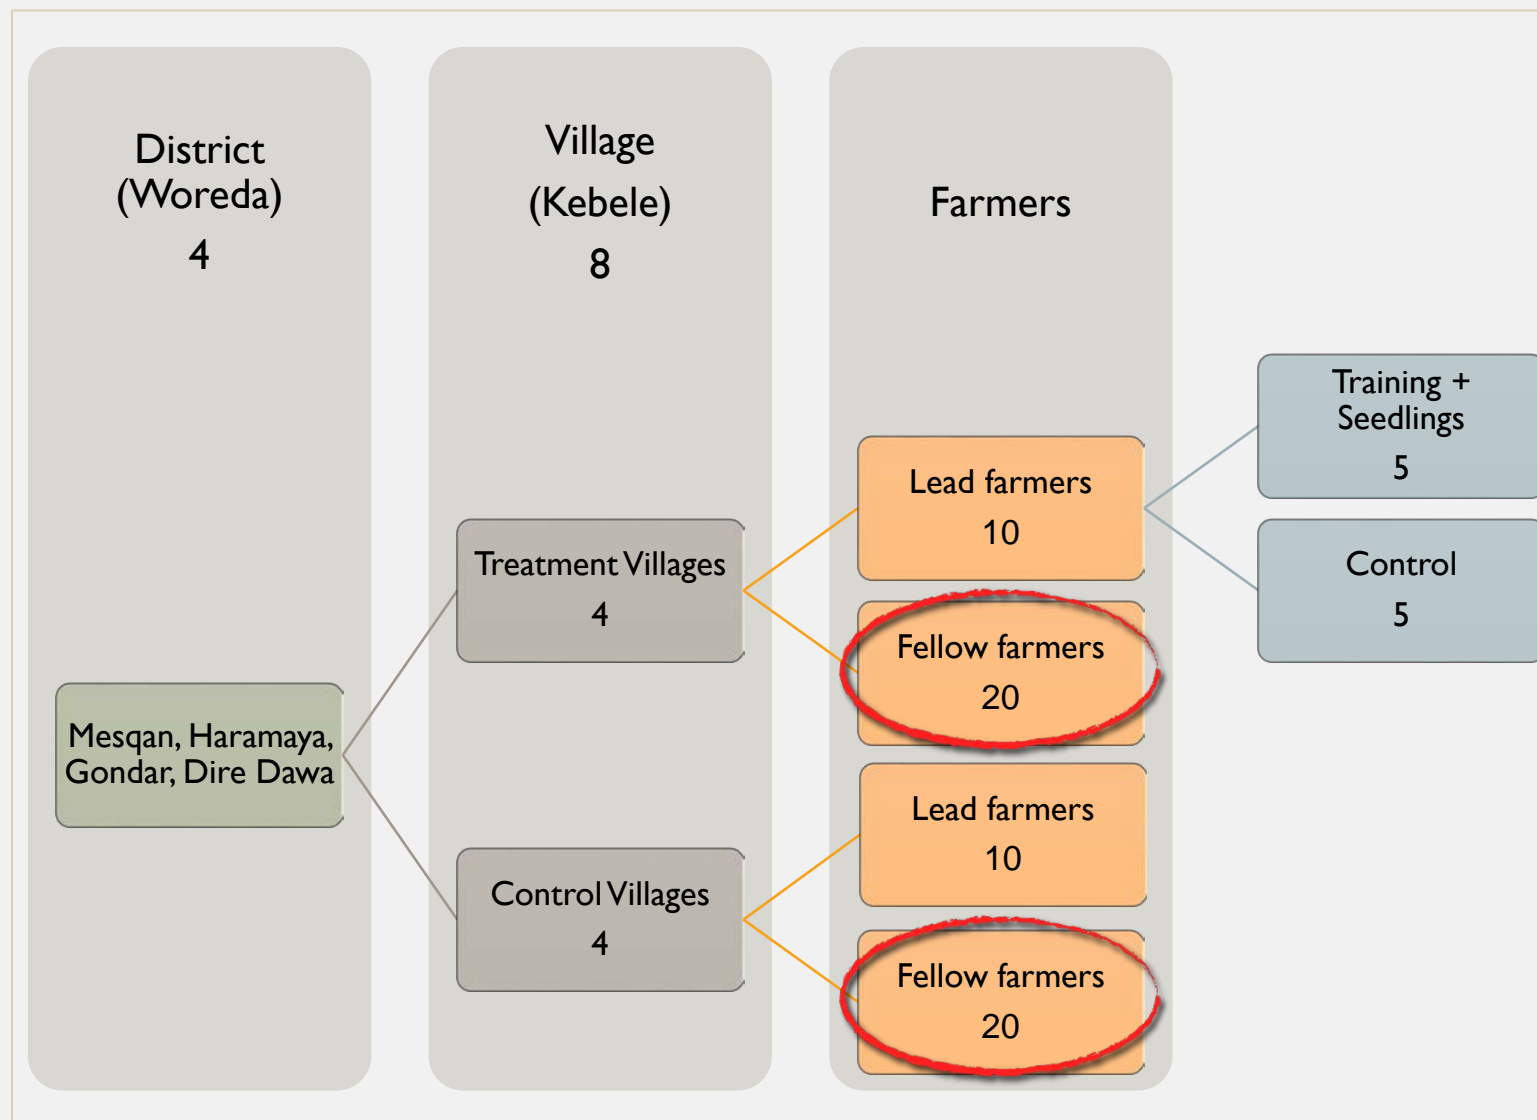 District
(Woreda)
4
Village
(Kebele)
8
Farmers
Mesqan, Haramaya,
Gondar, Dire Dawa
Treatment Villages
4
Control Villages
4
Lead farmers
10
Fellow farmers
20
Lead farmers
10
Fellow farmers
20
Training +
Seedlings
5
Control
5